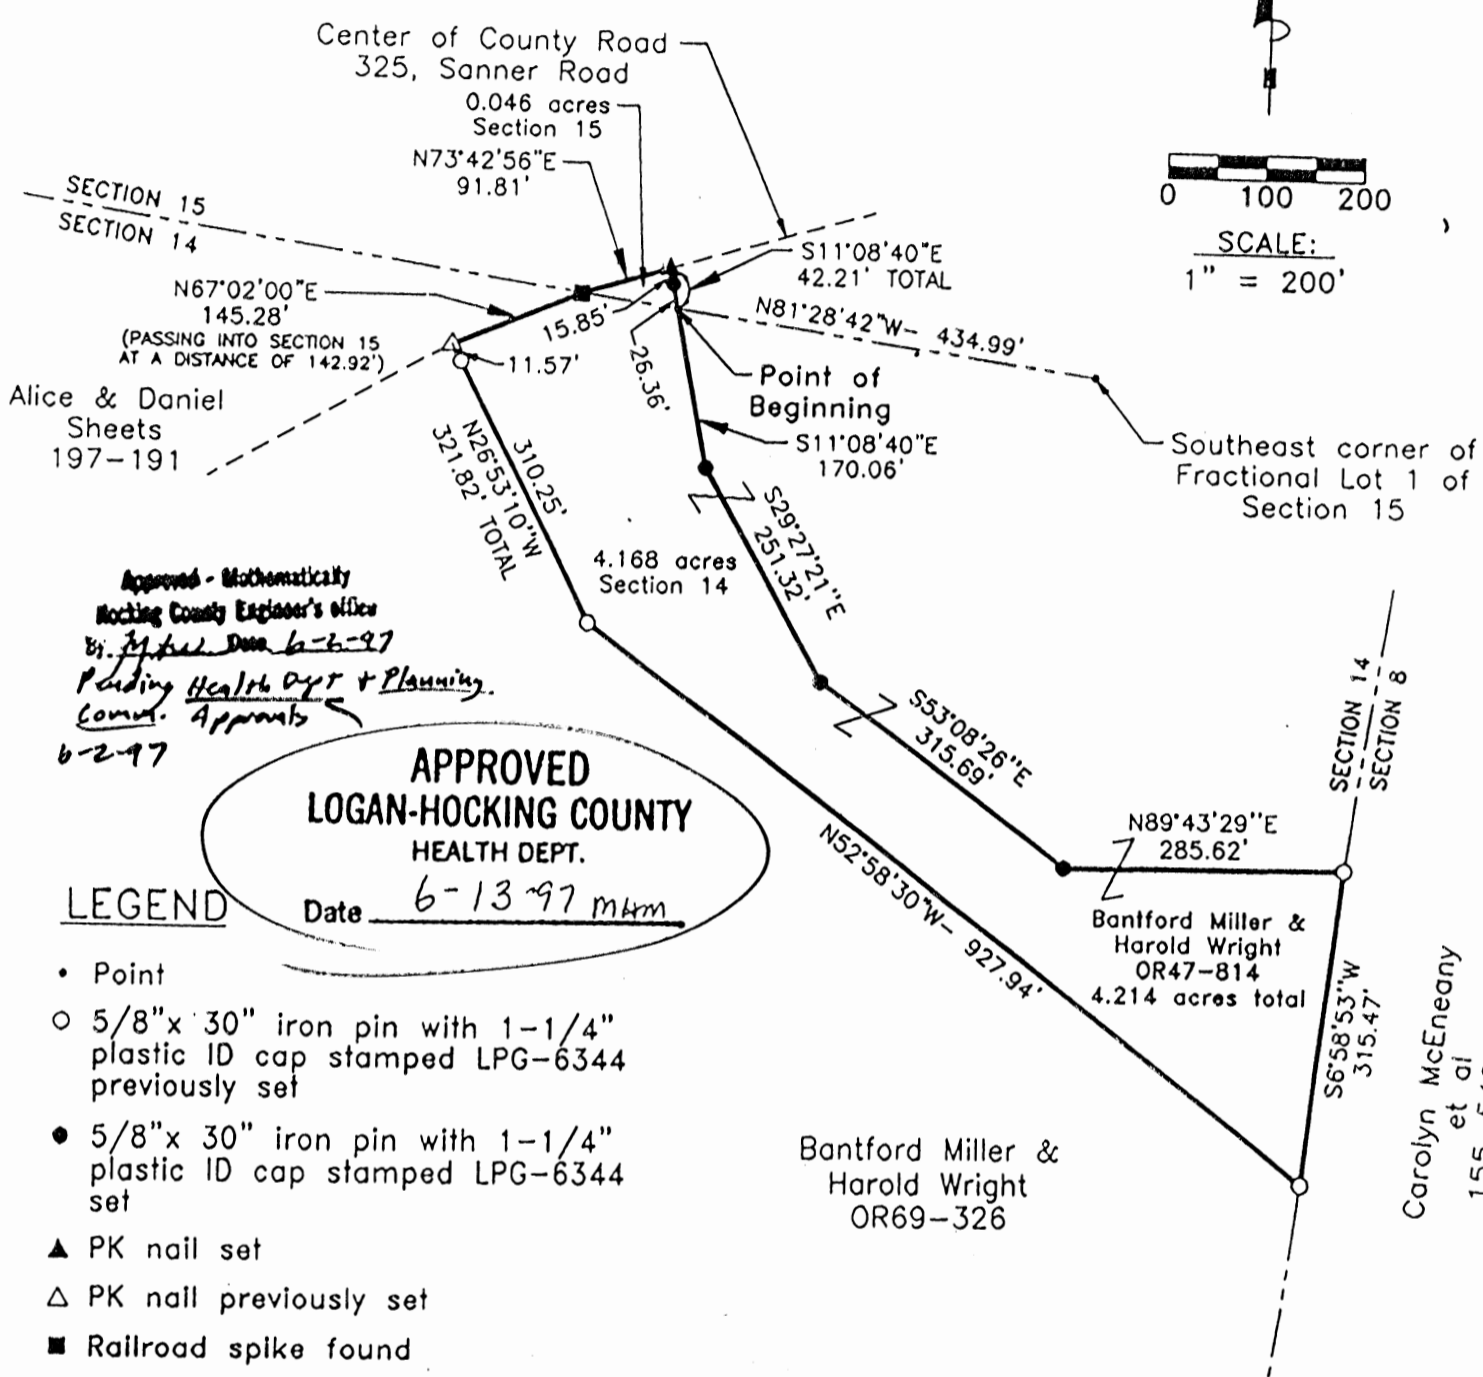 Center of County Road
325, Sanner Road
0.046 acres
Section 15
N73°42'56"E
91.81'
0 100 200
SCALE:
1" = 200'
SECTION 15
SECTION 14
S11°08'40"E
42.21' TOTAL
N67°02'00"E
145.28'
(PASSING INTO SECTION 15
AT A DISTANCE OF 142.92')
15.85'
N81°28'42"W- 434.99'
11.57'
26.36'
Point of
Beginning
Alice & Daniel
Sheets
197-191
S11°08'40"E
170.06'
Southeast corner of
Fractional Lot 1 of
Section 15
310.25'
N26°53'10"W
321.82' TOTAL
S29°27'21"E
251.32'
4.168 acres
Section 14
Approved - Mathematically
Hocking County Engineer's office
By: Date 6-2-97
Pending Health Dept + Planning
Comm. Approvals
6-2-97
S53°08'26"E
315.69'
SECTION 14
SECTION 8
APPROVED
LOGAN-HOCKING COUNTY
HEALTH DEPT.
Date 6-13-97 mmm
N52°58'30"W- 927.94'
N89°43'29"E
285.62'
Bantford Miller &
Harold Wright
OR47-814
4.214 acres total
S6°58'53"W
315.47'
Carolyn McEneany
et al
LEGEND
• Point
5/8"x 30" iron pin with 1-1/4"
plastic ID cap stamped LPG-6344
previously set
5/8"x 30" iron pin with 1-1/4"
plastic ID cap stamped LPG-6344
set
PK nail set
PK nail previously set
Railroad spike found
Bantford Miller &
Harold Wright
OR69-326